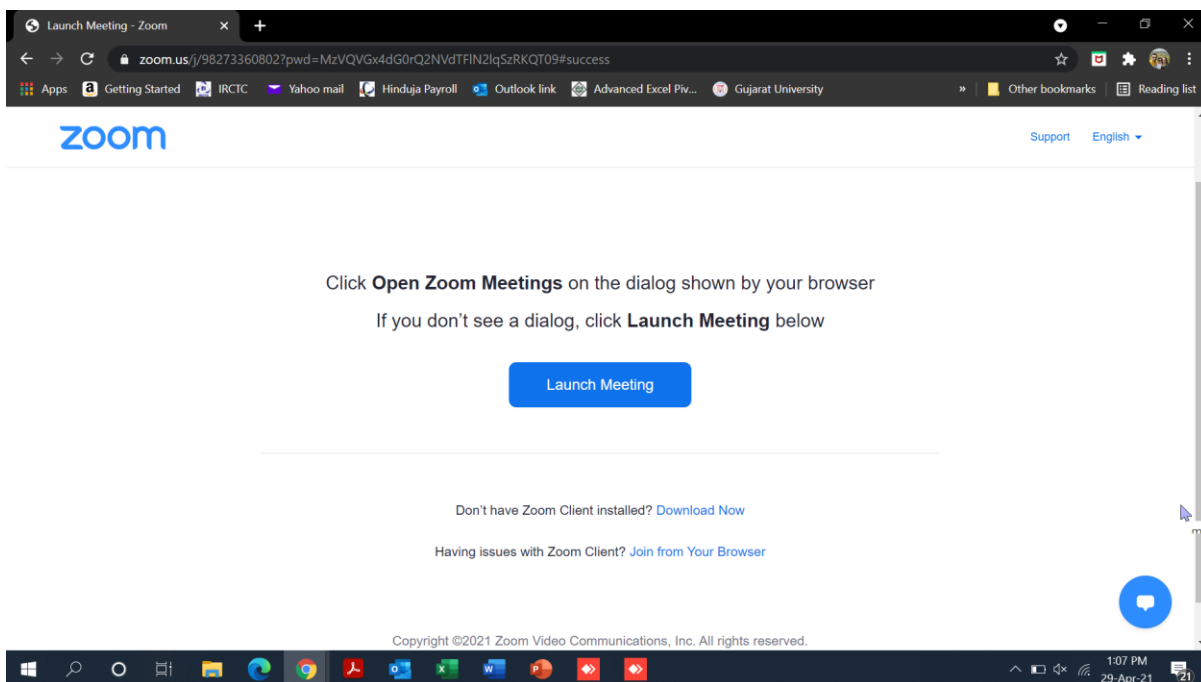 Launch Meeting - Zoom
zoom.us/j/98273360802?pwd=MzVQVGx4dG0rQ2NVdTFlN2lqSzRKQT09#success
Apps Getting Started IRCTC Yahoo mail Hinduja Payroll Outlook link Advanced Excel Piv... Gujarat University » Other bookmarks Reading list
zoom Support English
Click Open Zoom Meetings on the dialog shown by your browser
If you don't see a dialog, click Launch Meeting below
Launch Meeting
Don't have Zoom Client installed? Download Now
Having issues with Zoom Client? Join from Your Browser
Copyright ©2021 Zoom Video Communications, Inc. All rights reserved.
1:07 PM
29-Apr-21 21